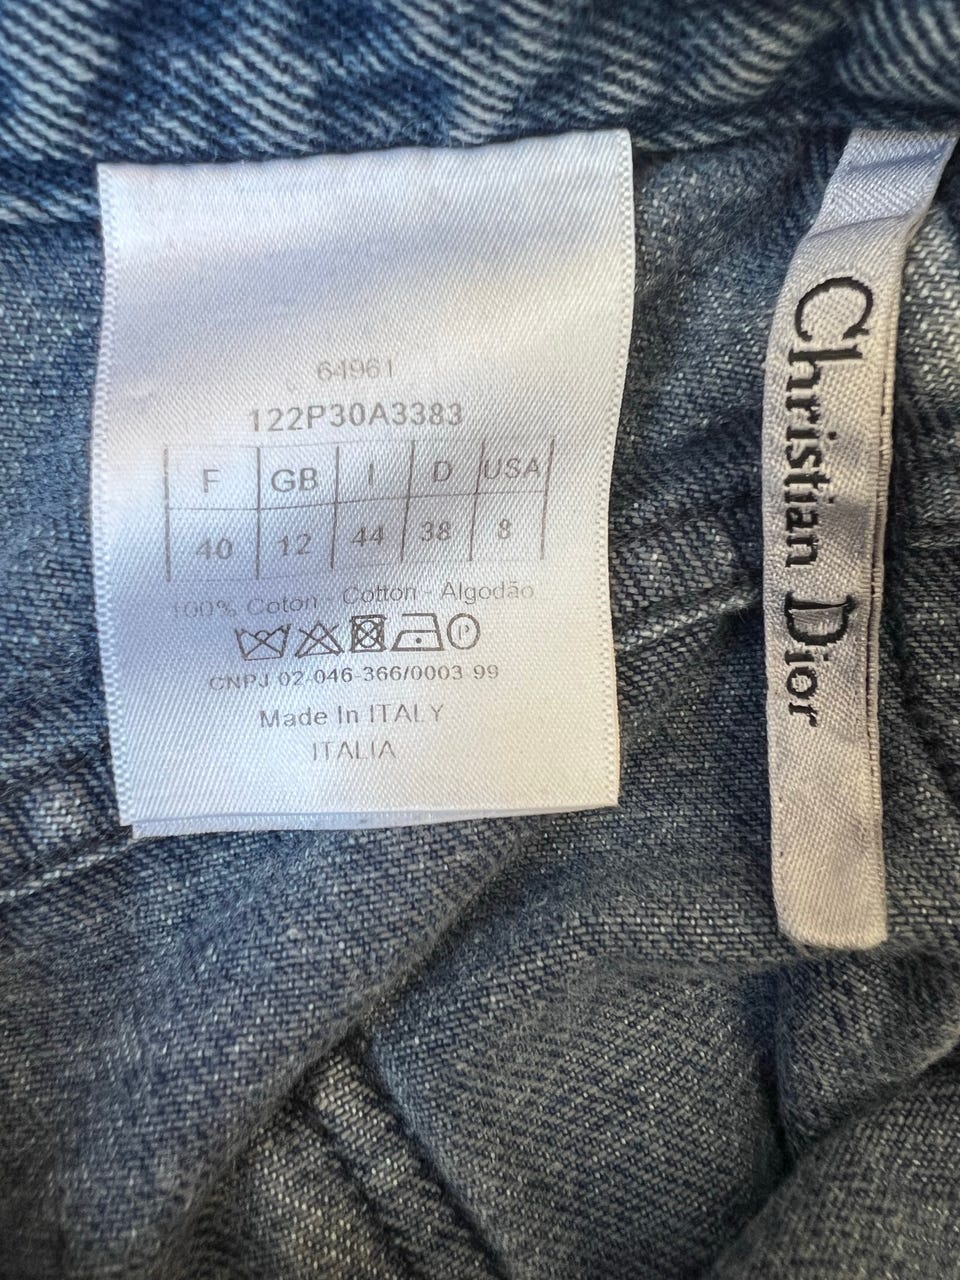 64961
122P30A3383
F GB I D USA
40 12 44 38 8
100% Coton - Cotton - Algodão
P
CNPJ 02-046-366/0003-99
Made In ITALY
ITALIA
Christian Dior